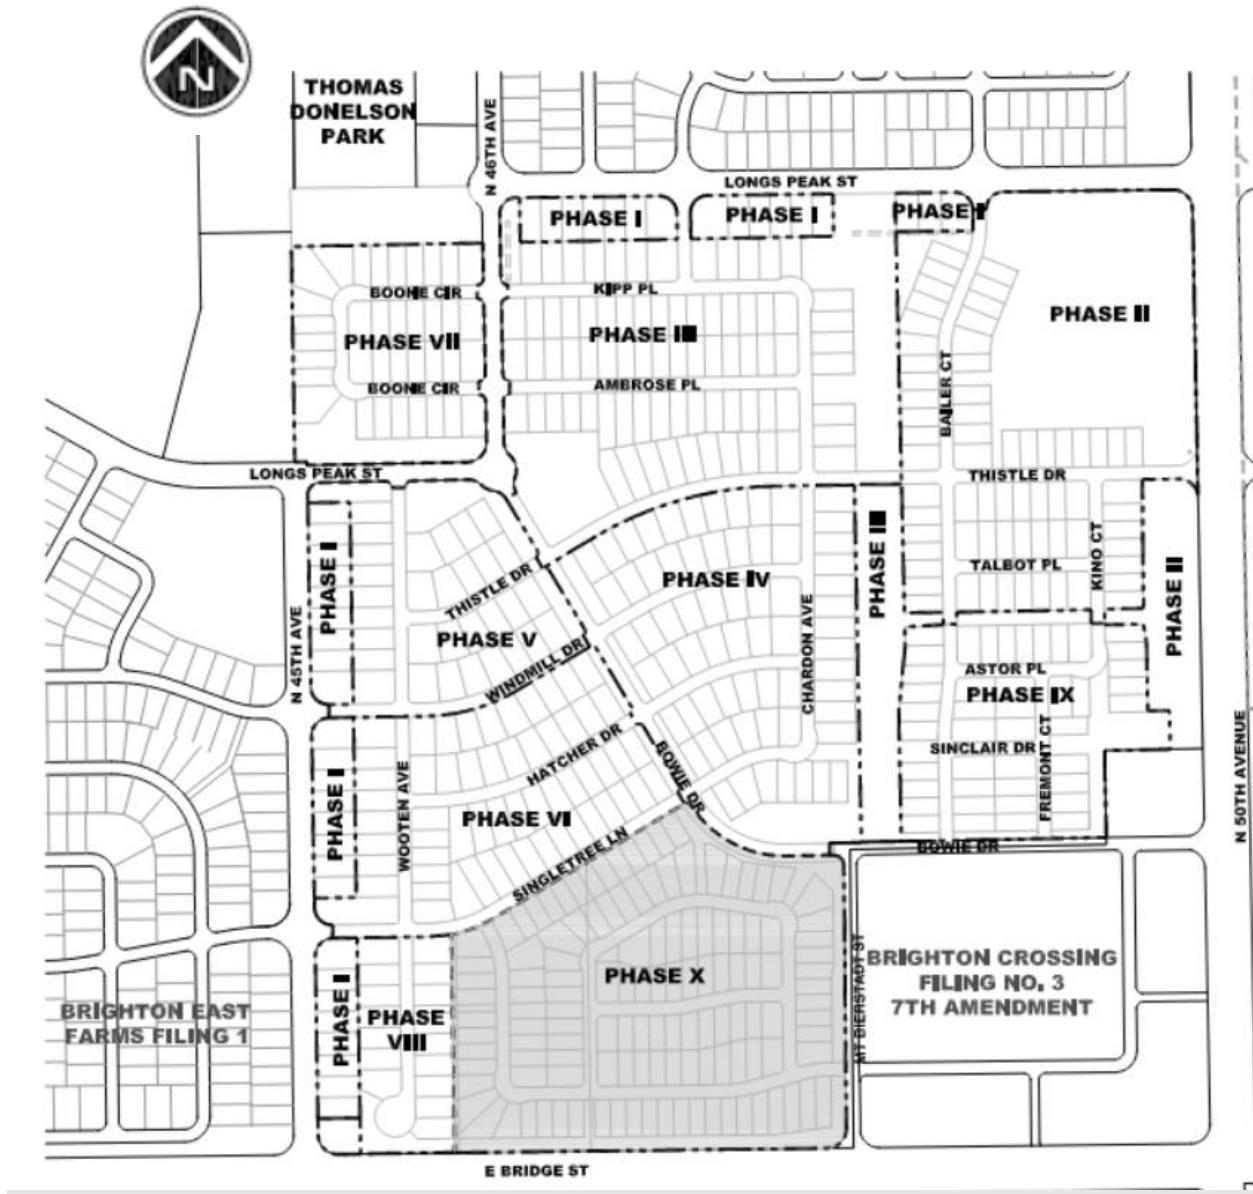 N
THOMAS
DONELSON
PARK
N 46TH AVE
LONGS PEAK ST
PHASE I
PHASE I
PHASE I
BOONE CIR
KIPP PL
PHASE II
PHASE VII
PHASE III
BOONE CIR
AMBROSE PL
BAILER CT
LONGS PEAK ST
THISTLE DR
PHASE I
PHASE III
KINO CT
TALBOT PL
THISTLE DR
PHASE IV
PHASE II
PHASE V
N 45TH AVE
WINDMILL DR
CHARDON AVE
ASTOR PL
PHASE IX
HATCHER DR
BOWIE DR
SINCLAIR DR
FREMONT CT
N 50TH AVENUE
PHASE I
WOOTEN AVE
PHASE VI
SINGLETREE LN
BOWIE DR
BRIGHTON EAST
FARMS FILING 1
PHASE I
PHASE
VIII
PHASE X
MT BIERSTADT ST
BRIGHTON CROSSING
FILING NO. 3
7TH AMENDMENT
E BRIDGE ST